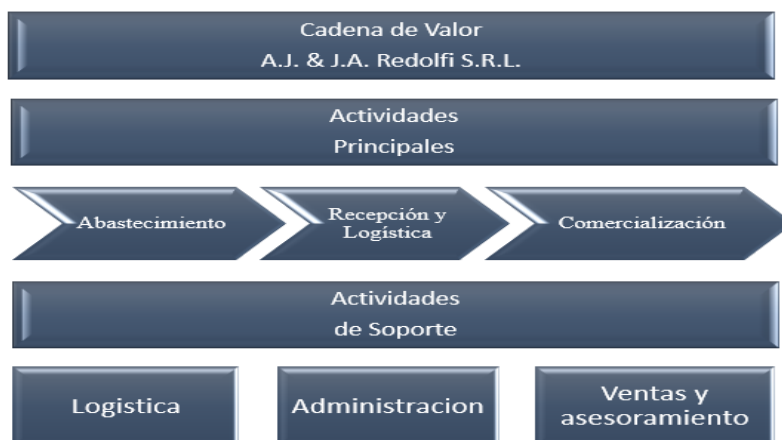 Cadena de Valor
A.J. & J.A. Redolfi S.R.L.
Actividades
Principales
Abastecimiento
Recepción y
Logística
Comercialización
Actividades
de Soporte
Logistica
Administracion
Ventas y
asesoramiento